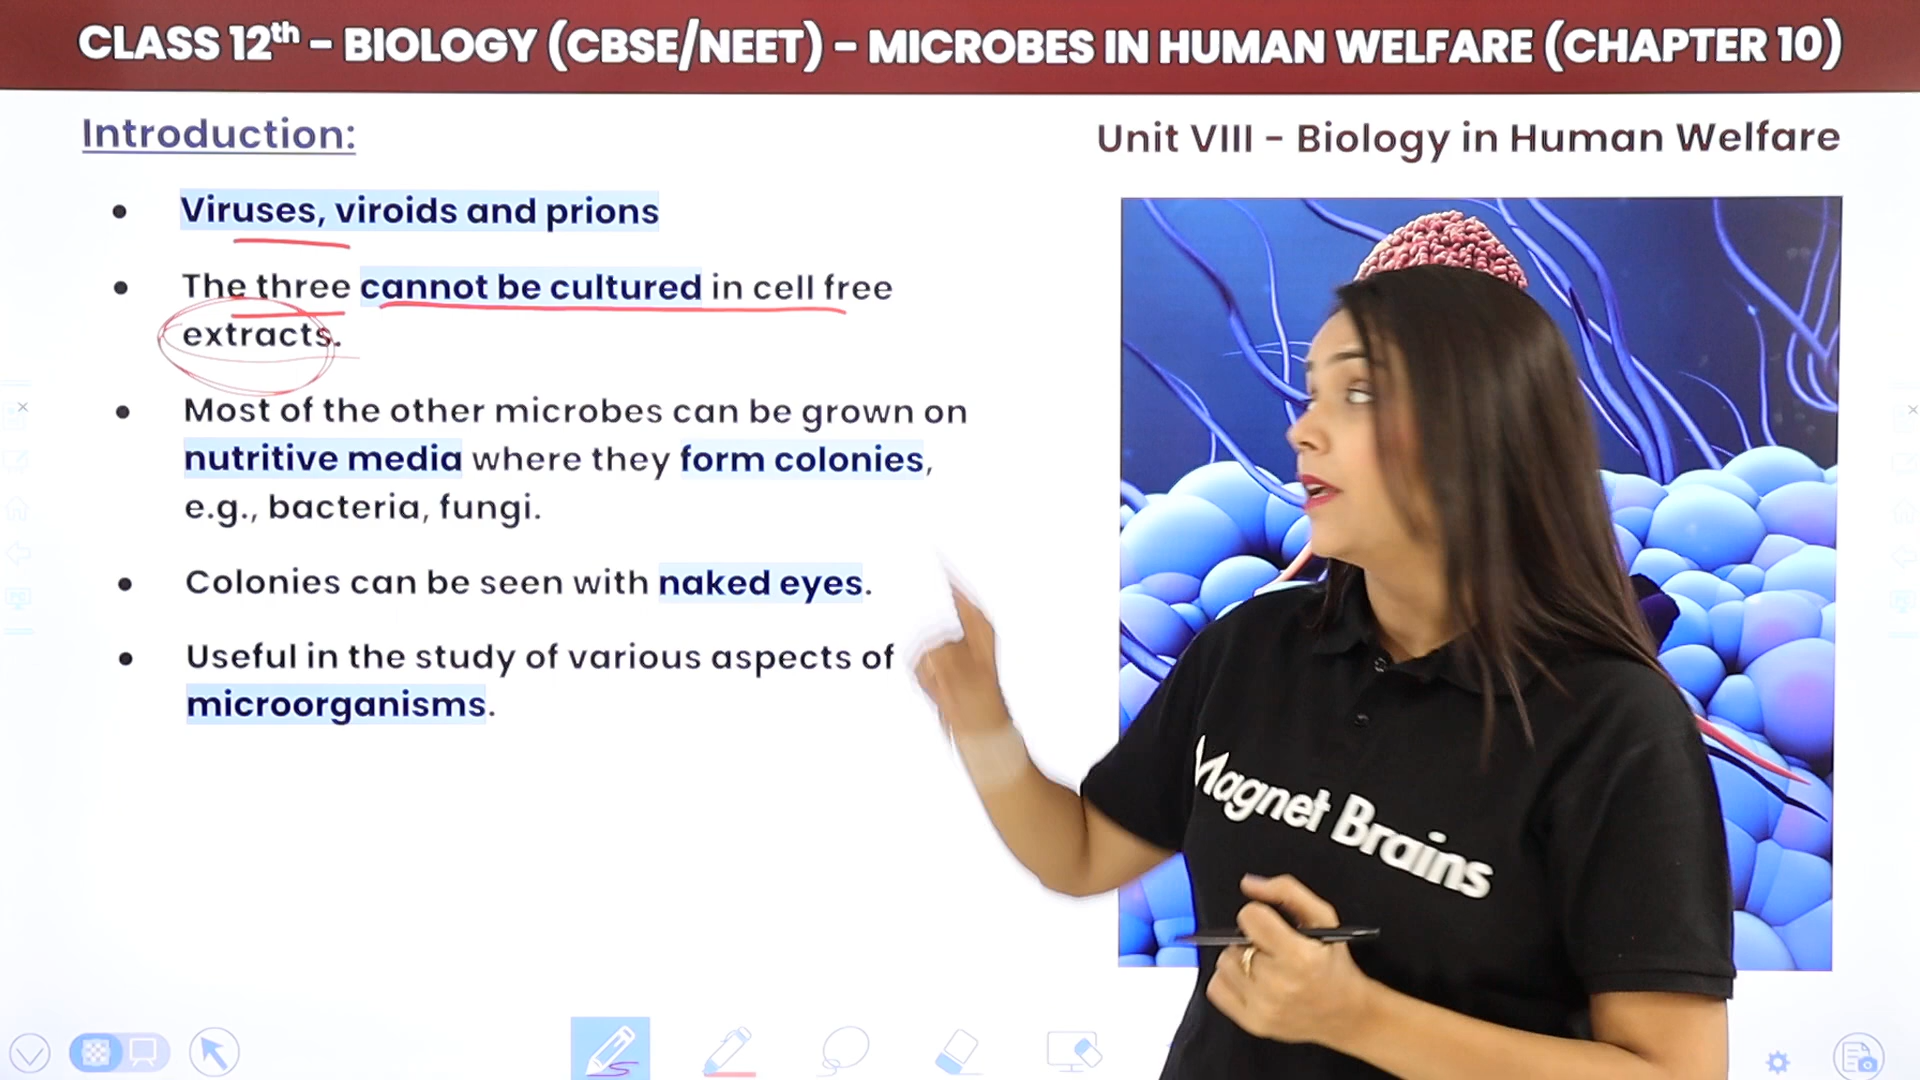 CLASS 12th – BIOLOGY (CBSE/NEET) – MICROBES IN HUMAN WELFARE (CHAPTER 10)
Introduction:
Unit VIII – Biology in Human Welfare
• Viruses, viroids and prions
• The three cannot be cultured in cell free
extracts.
• Most of the other microbes can be grown on
nutritive media where they form colonies,
e.g., bacteria, fungi.
• Colonies can be seen with naked eyes.
• Useful in the study of various aspects of
microorganisms.
Magnet Brains